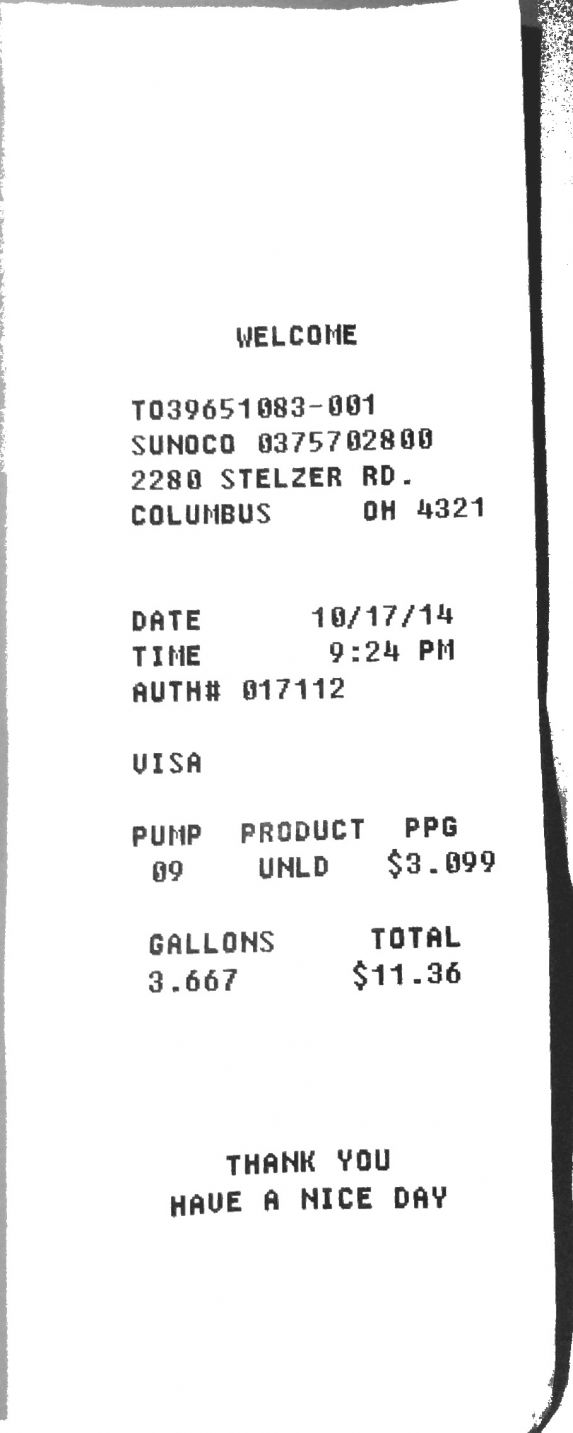 WELCOME
TO39651083-001
SUNOCO 0375702800
2280 STELZER RD.
COLUMBUS OH 4321
DATE 10/17/14
TIME 9:24 PM
AUTH# 017112
VISA
PUMP PRODUCT PPG
09 UNLD $3.099
GALLONS TOTAL
3.667 $11.36
THANK YOU
HAVE A NICE DAY